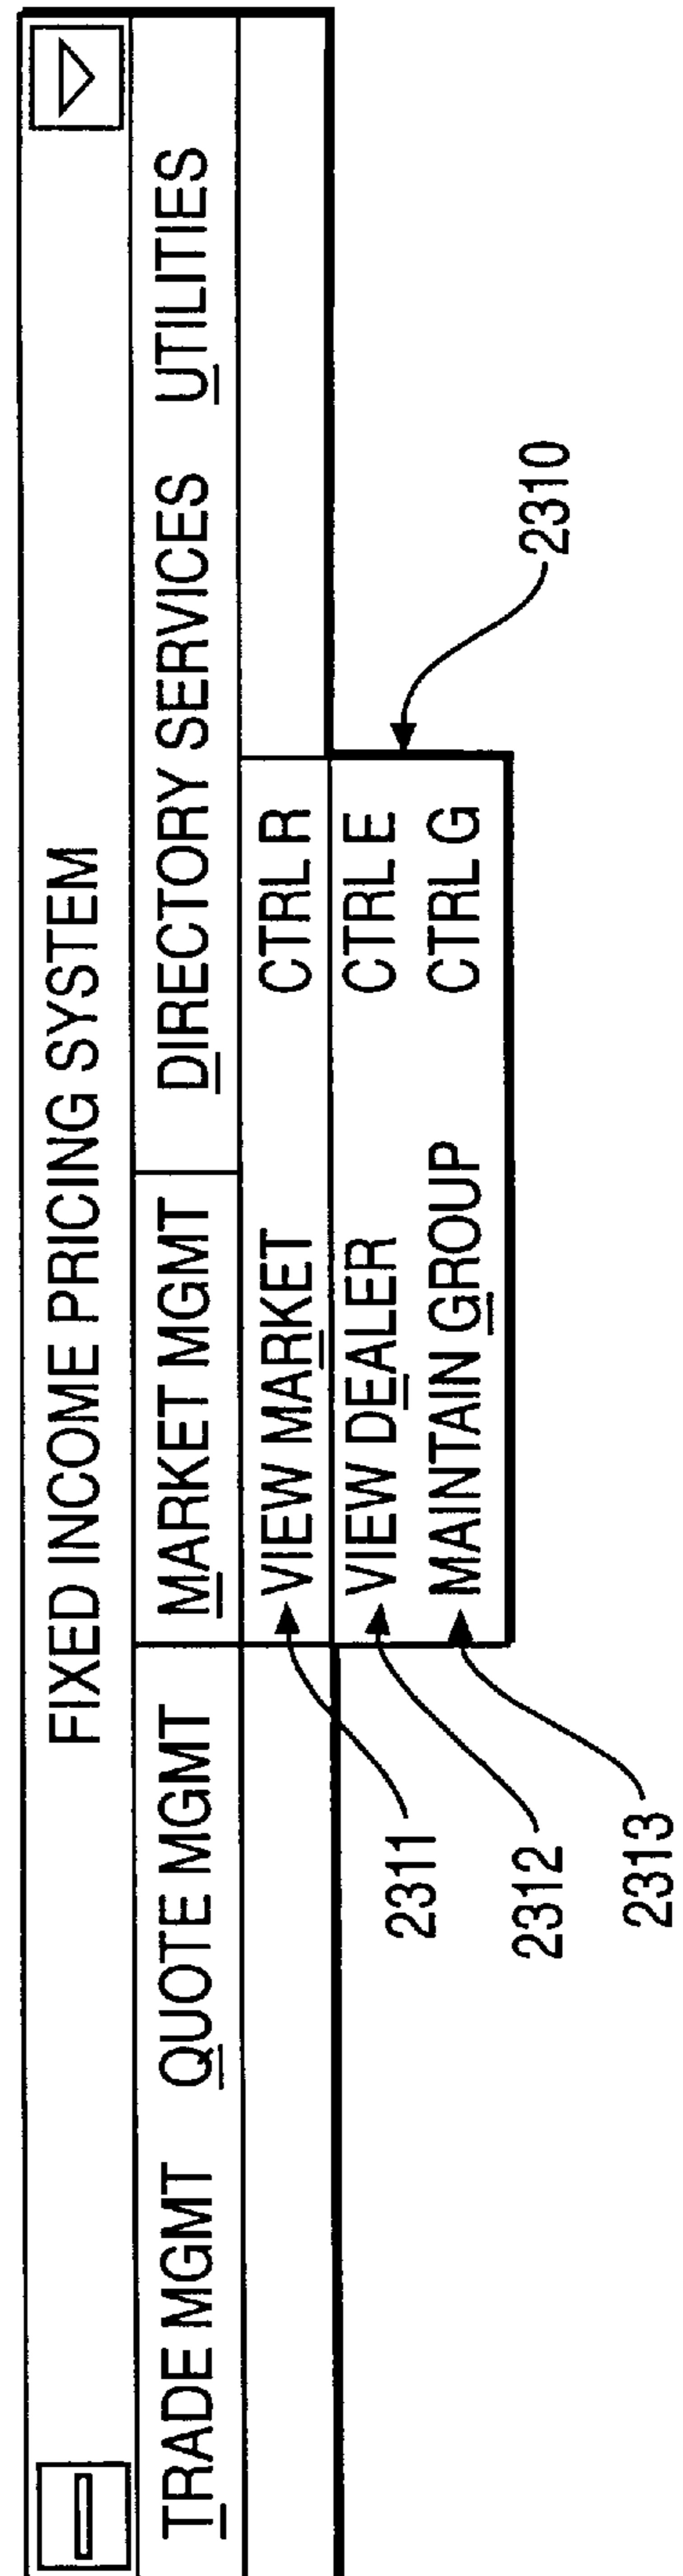 FIXED INCOME PRICING SYSTEM
TRADE MGMT QUOTE MGMT MARKET MGMT DIRECTORY SERVICES UTILITIES
VIEW MARKET CTRL R
VIEW DEALER CTRL E
MAINTAIN GROUP CTRL G
2310
2311
2312
2313